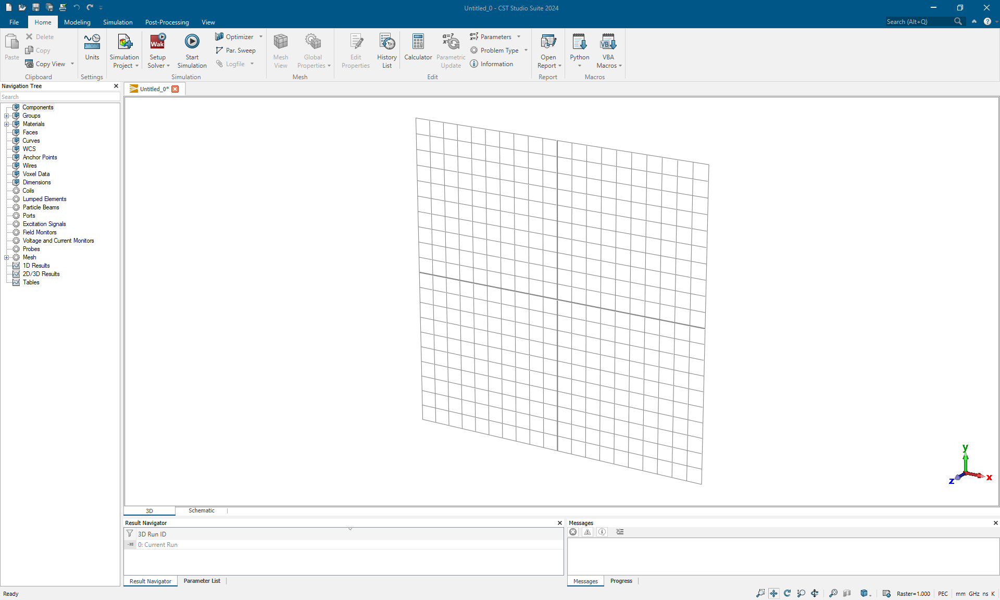 Untitled_0 - CST Studio Suite 2024
File Home Modeling Simulation Post-Processing View
Search (Alt+Q)
Paste
Delete
Copy
Copy View
Clipboard
Units
Settings
Simulation Project
Wak
Setup Solver
Start Simulation
Optimizer
Par. Sweep
Logfile
Simulation
Mesh View
Global Properties
Mesh
Edit Properties
History List
Calculator
α=?
Parametric Update
α=? x=? Parameters
Problem Type
Information
Edit
Open Report
Report
Python
VB
VBA Macros
Macros
Navigation Tree
Search
Components
Groups
Materials
Faces
Curves
WCS
Anchor Points
Wires
Voxel Data
Dimensions
Coils
Lumped Elements
Particle Beams
Ports
Excitation Signals
Field Monitors
Voltage and Current Monitors
Probes
Mesh
1D Results
2D/3D Results
Tables
Untitled_0*
y
x
z
3D Schematic
Result Navigator
3D Run ID
0: Current Run
Result Navigator Parameter List
Messages
Messages Progress
Ready
Raster=1.000 PEC mm GHz ns K